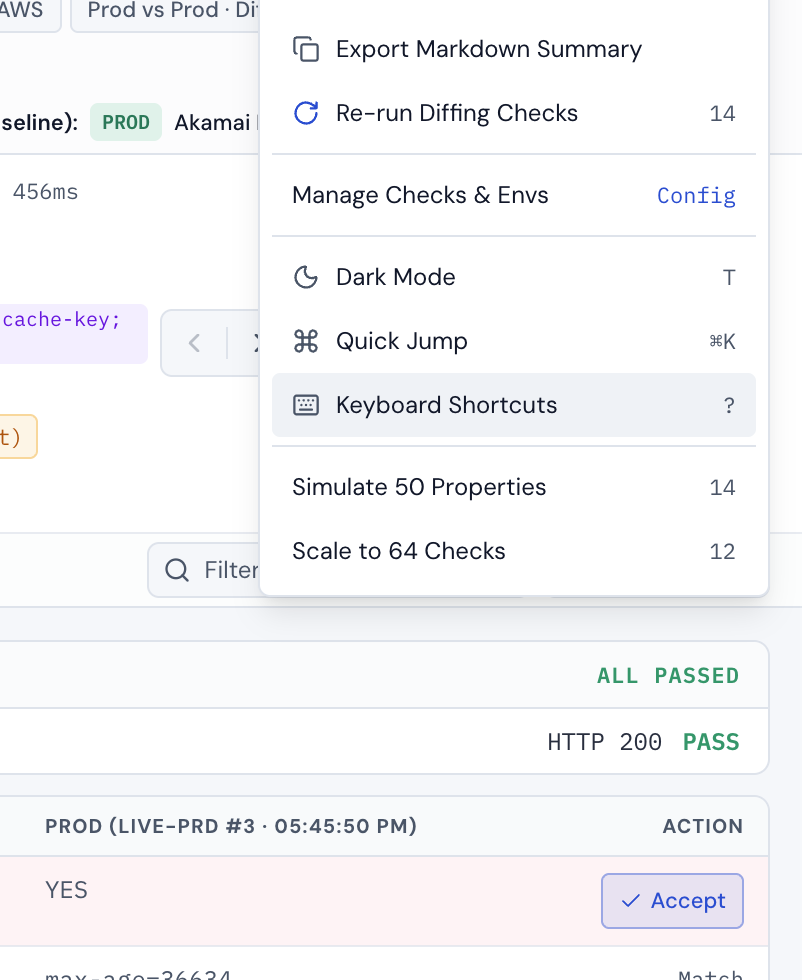 AWS
Prod vs Prod · Di
Export Markdown Summary
seline): PROD Akamai
Re-run Diffing Checks 14
456ms
Manage Checks & Envs Config
Dark Mode T
cache-key;
Quick Jump ⌘K
Keyboard Shortcuts ?
t)
Simulate 50 Properties 14
Scale to 64 Checks 12
Filter
ALL PASSED
HTTP 200 PASS
PROD (LIVE-PRD #3 · 05:45:50 PM) ACTION
YES
Accept
max-age=36634 Match